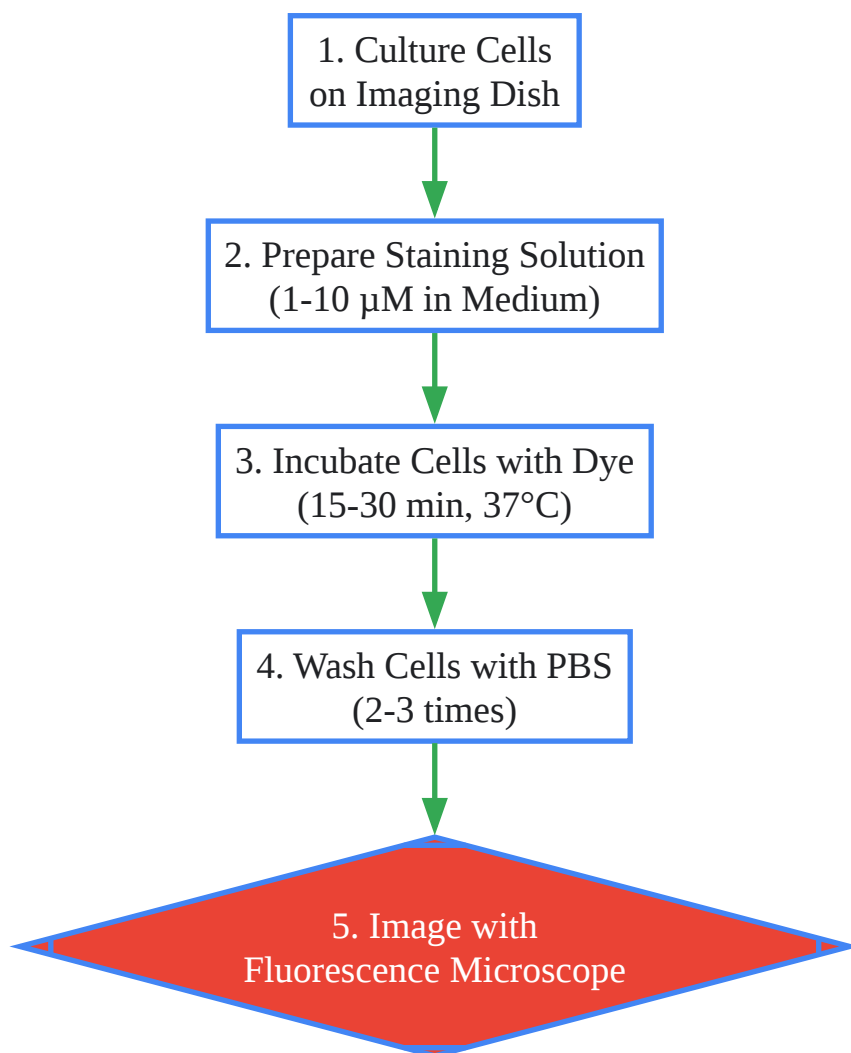 1. Culture Cells
on Imaging Dish
2. Prepare Staining Solution
(1-10 µM in Medium)
3. Incubate Cells with Dye
(15-30 min, 37°C)
4. Wash Cells with PBS
(2-3 times)
5. Image with
Fluorescence Microscope